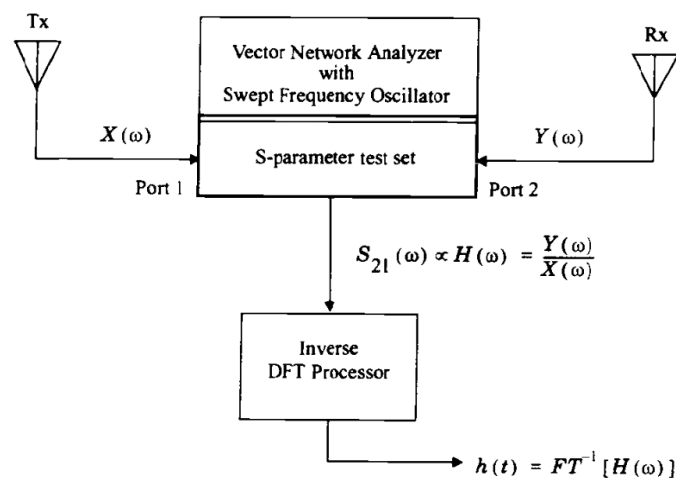 Tx
Rx
Vector Network Analyzer
with
Swept Frequency Oscillator
X(ω)
Y(ω)
S-parameter test set
Port 1
Port 2
S₂₁(ω) ∝ H(ω) = Y(ω)/X(ω)
Inverse
DFT Processor
h(t) = FT⁻¹[H(ω)]